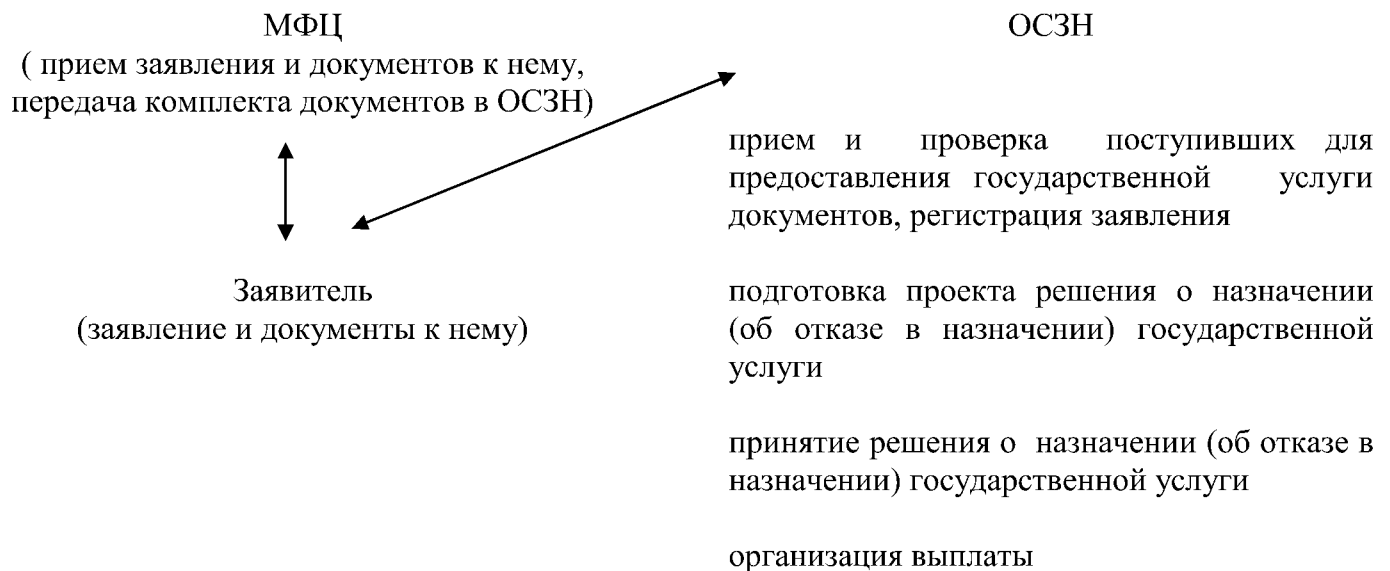 МФЦ
( прием заявления и документов к нему,
передача комплекта документов в ОСЗН)
Заявитель
(заявление и документы к нему)
ОСЗН
прием и проверка поступивших для
предоставления государственной услуги
документов, регистрация заявления
подготовка проекта решения о назначении
(об отказе в назначении) государственной
услуги
принятие решения о назначении (об отказе в
назначении) государственной услуги
организация выплаты